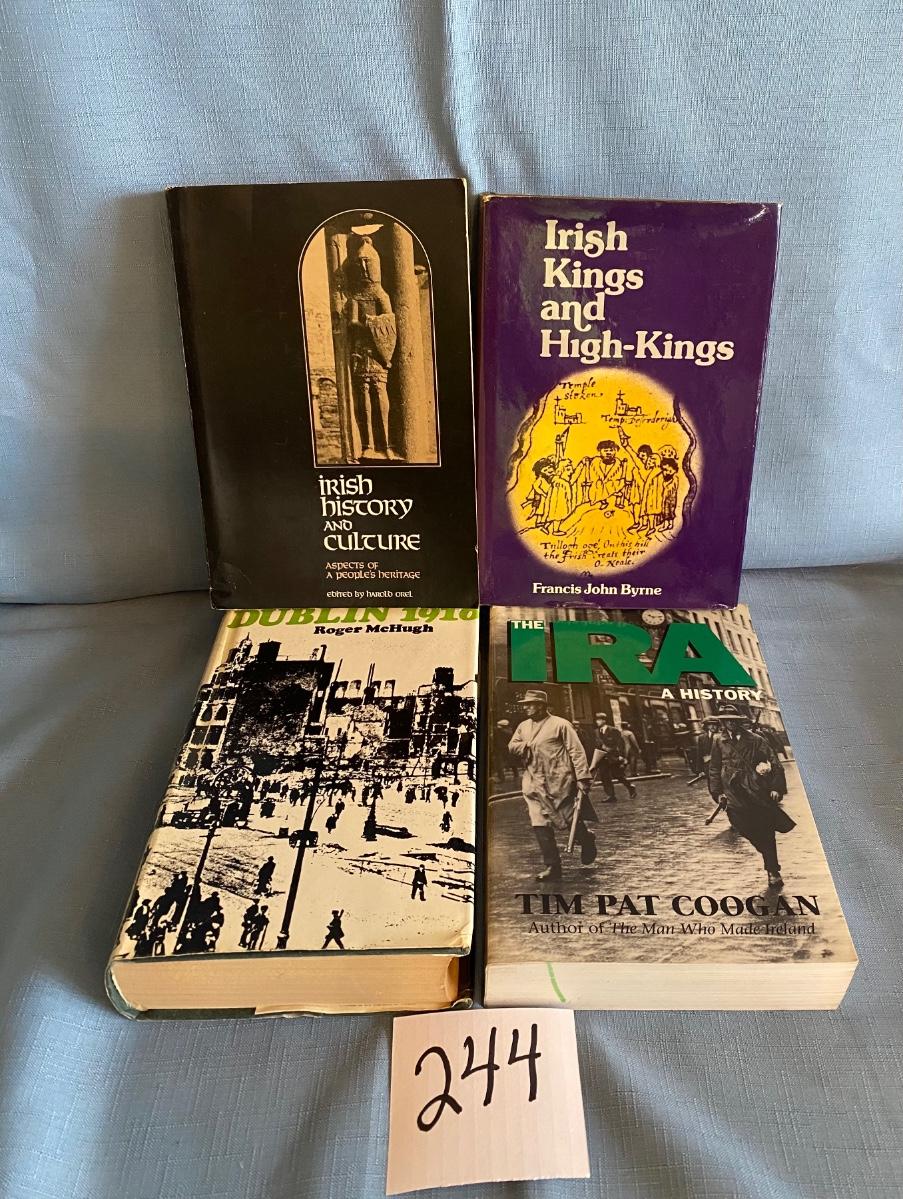 IRISH
HISTORY
AND
CULTURE
ASPECTS OF
A PEOPLE'S HERITAGE
EDITED BY HAROLD OREL
Irish
Kings
and
High-Kings
Temple
Tulloch oge, On this hill
the Irish Creats their
O. Neale.
Francis John Byrne
DUBLIN 1916
Roger McHugh
THE
IRA
A HISTORY
TIM PAT COOGAN
Author of The Man Who Made Ireland
244